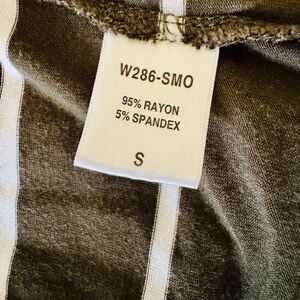 W286-SMO
95% RAYON
5% SPANDEX
S